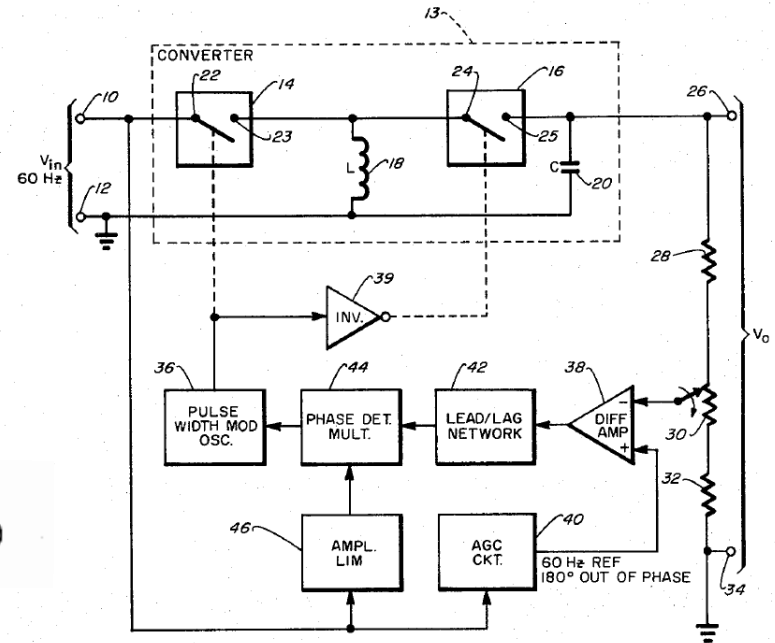 13
CONVERTER
10
22
14
23
24
16
25
26
Vin
60 Hz
12
L
18
C
20
28
39
INV.
Vo
36
PULSE
WIDTH MOD
OSC.
44
PHASE DET.
MULT.
42
LEAD/LAG
NETWORK
38
DIFF
AMP
-
+
30
32
46
AMPL.
LIM
AGC
CKT.
40
60 Hz REF
180° OUT OF PHASE
34